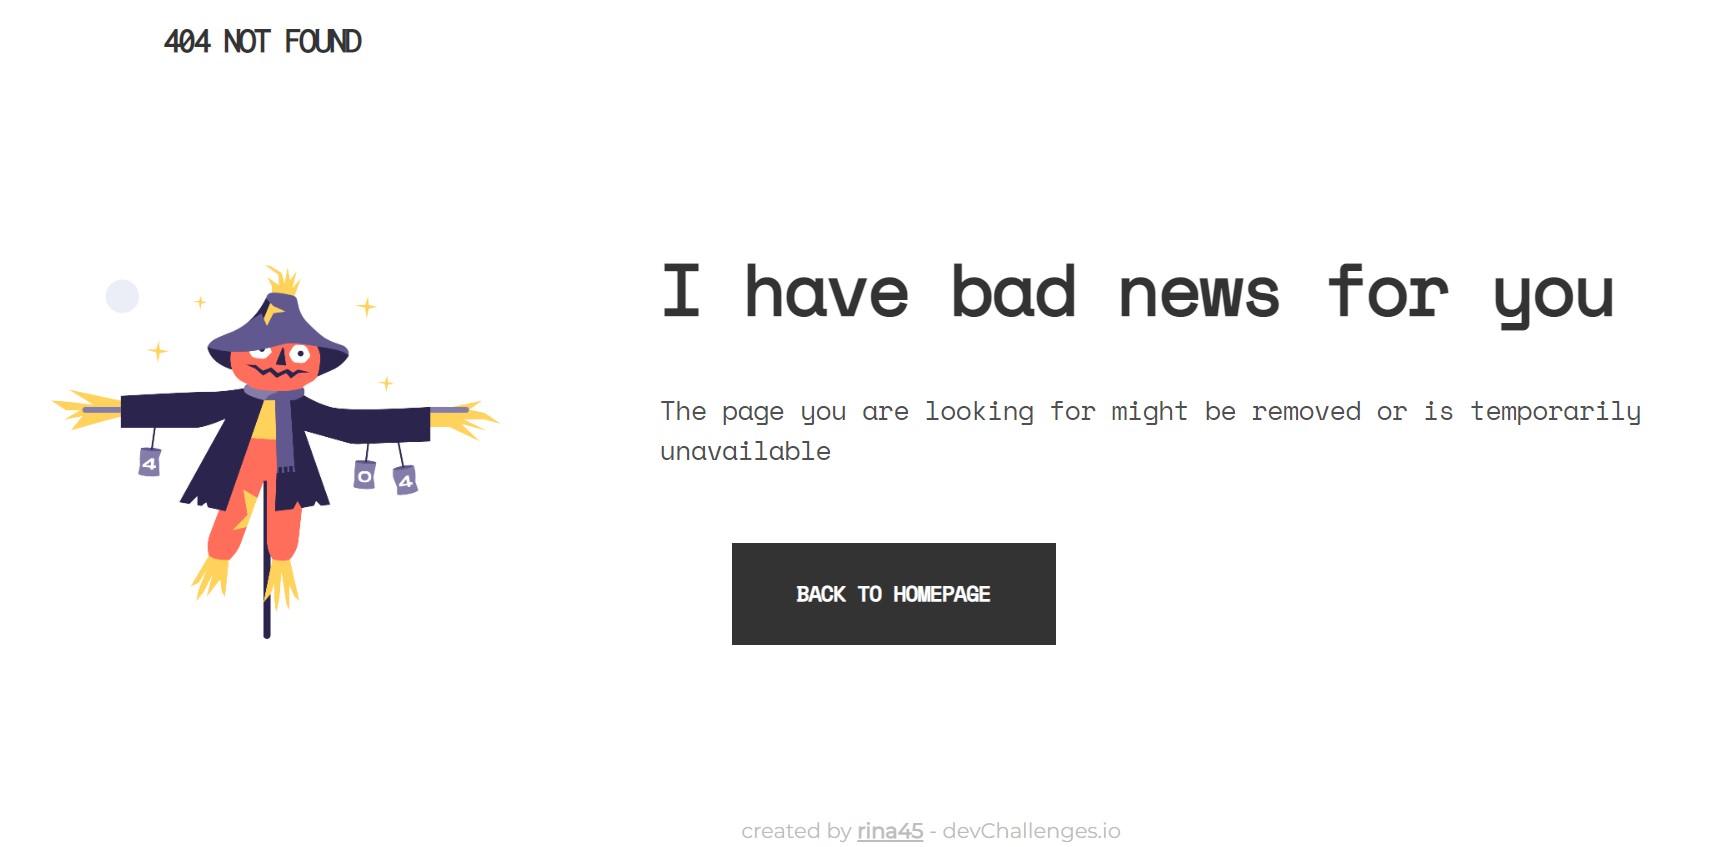 404 NOT FOUND
I have bad news for you
The page you are looking for might be removed or is temporarily
unavailable
4
0
4
BACK TO HOMEPAGE
created by rina45 - devChallenges.io